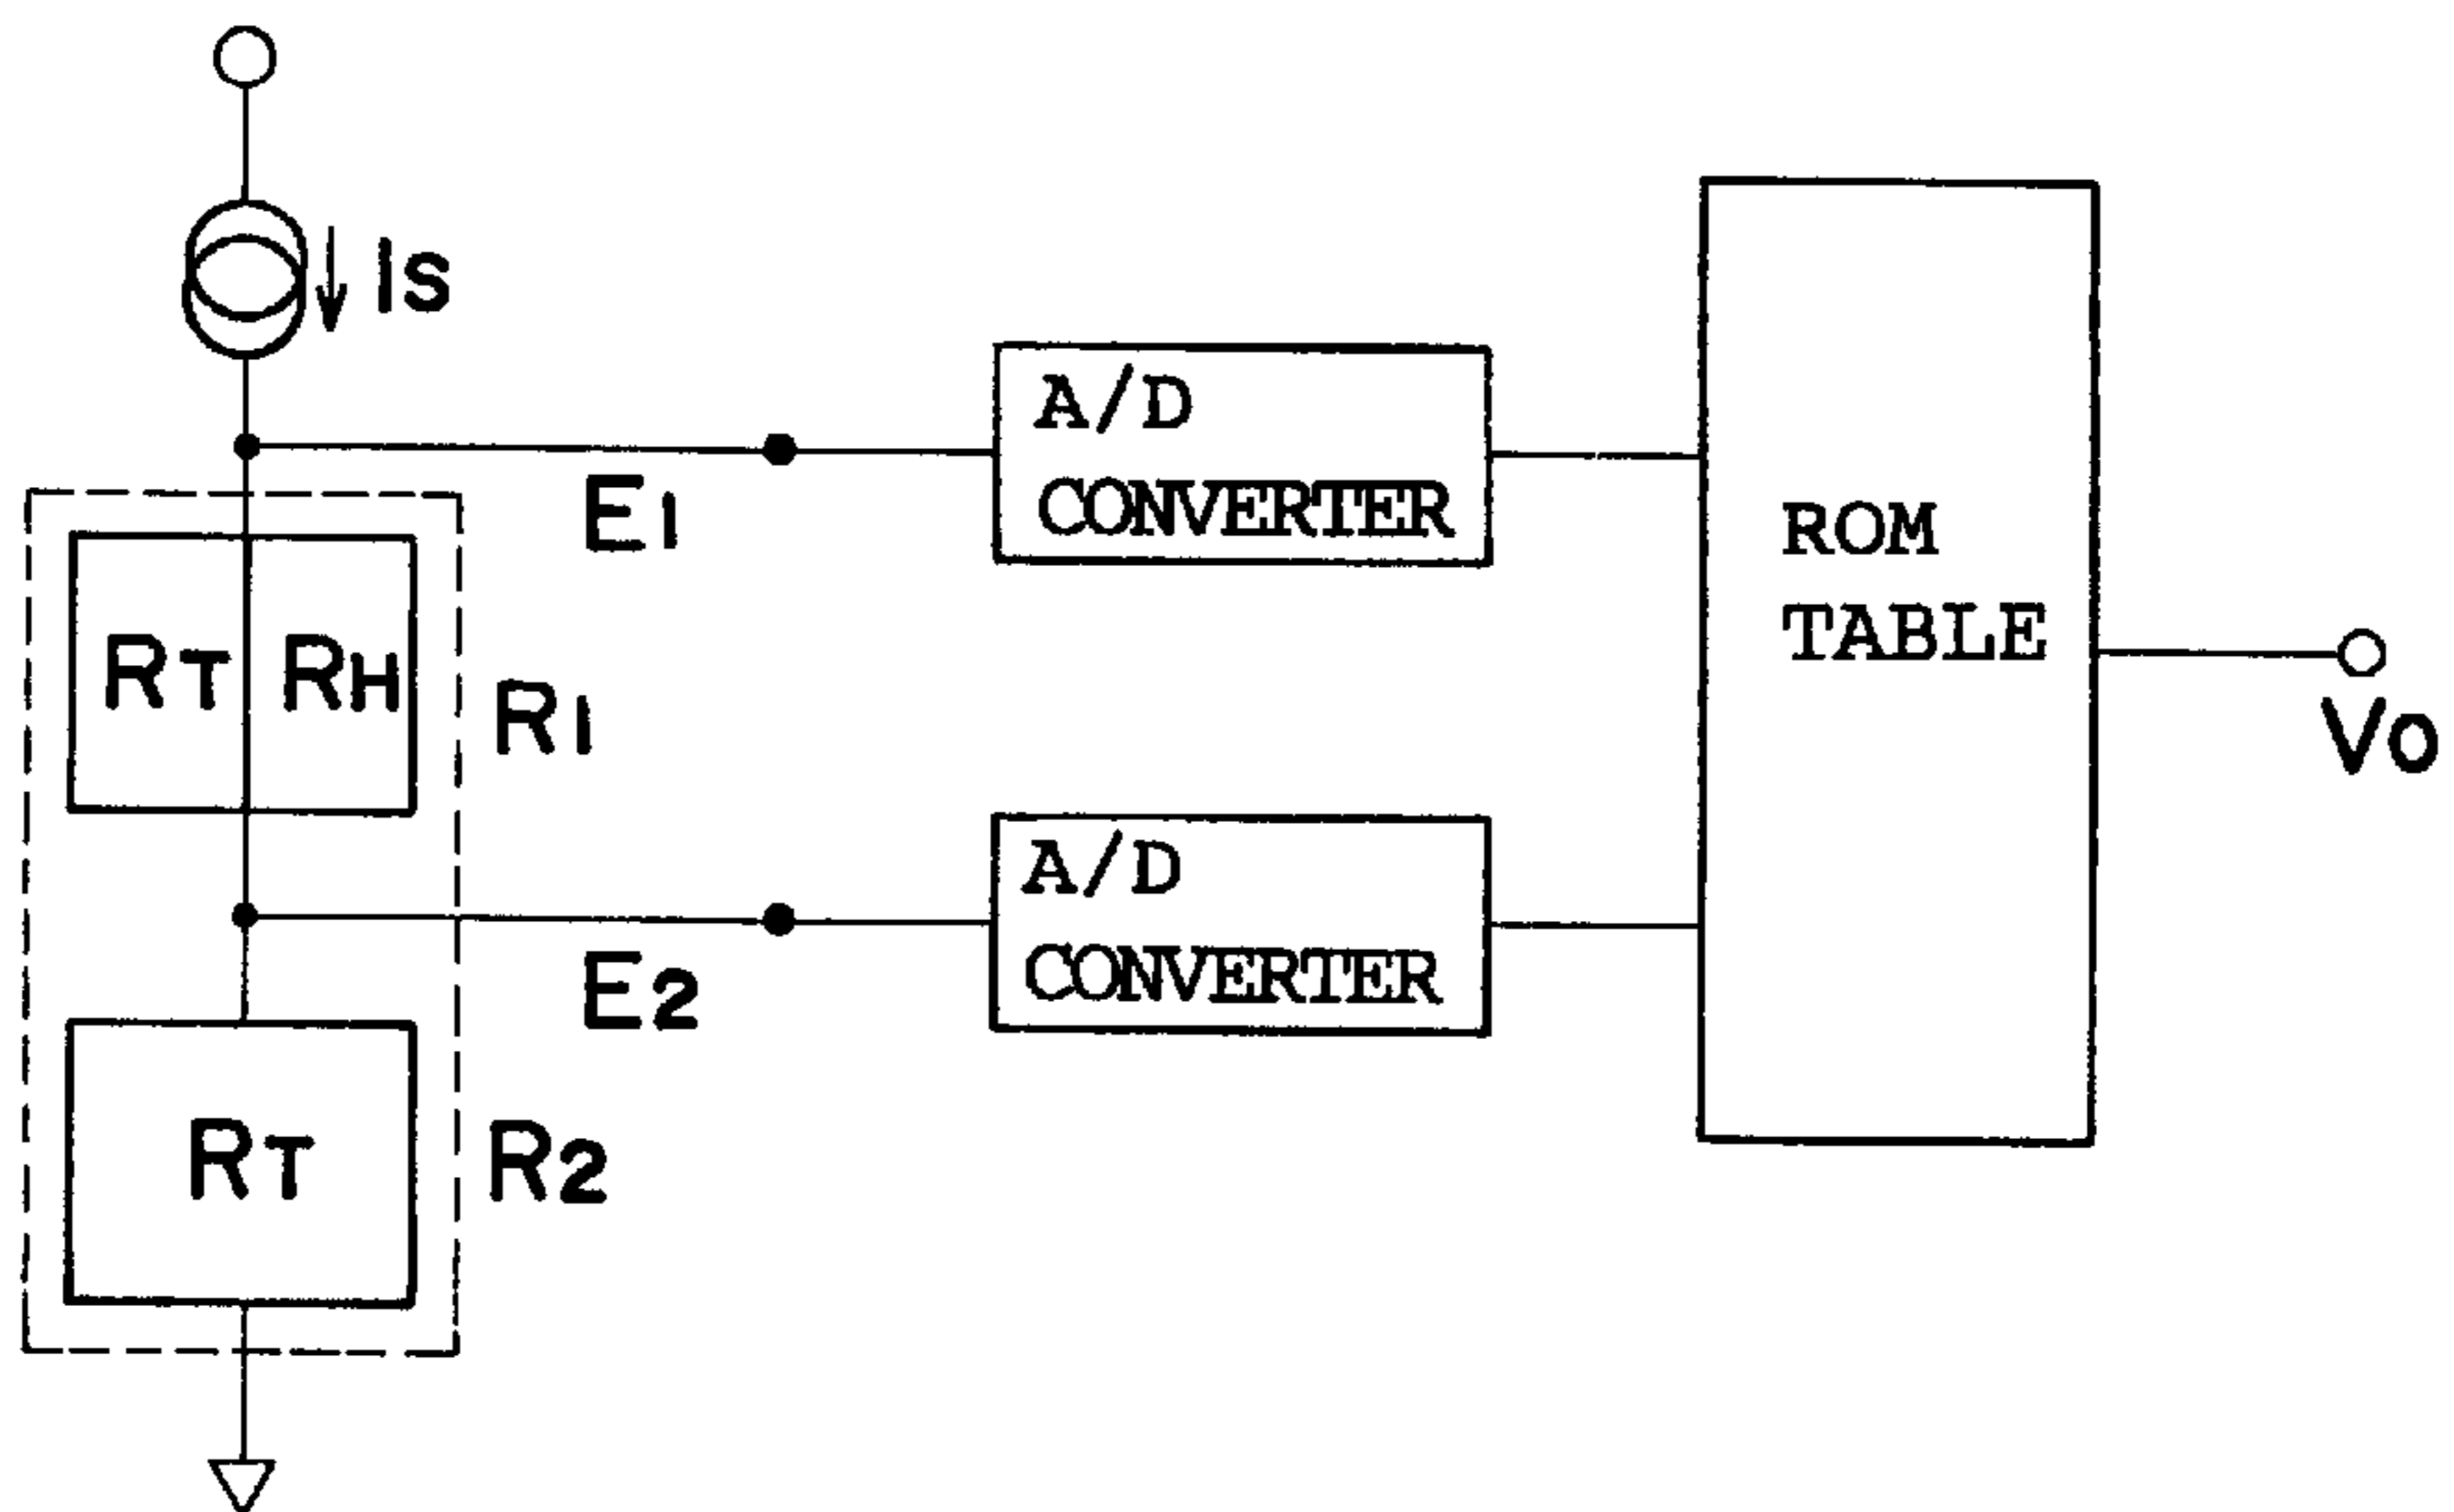 IS
E1
A/D
CONVERTER
ROM
TABLE
RT RH
R1
VO
E2
A/D
CONVERTER
RT
R2